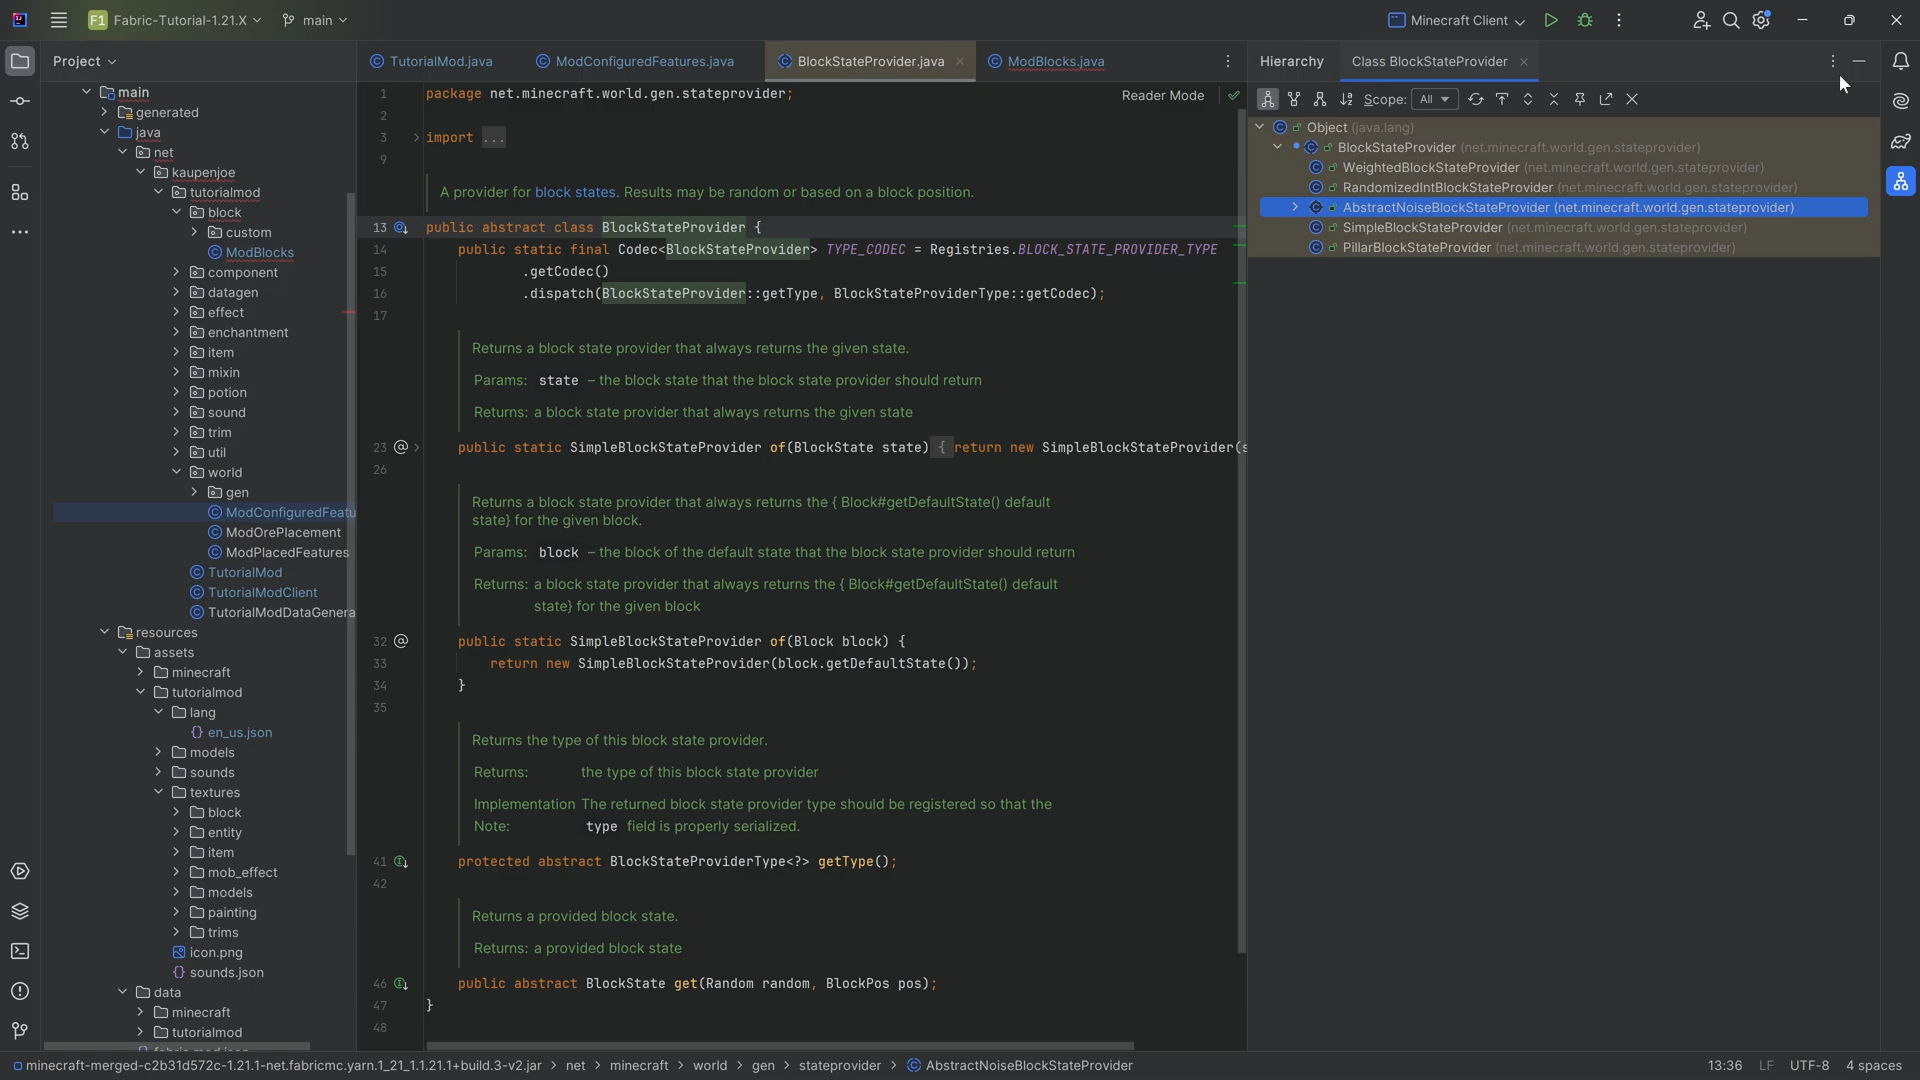 F1 Fabric-Tutorial-1.21.X main Minecraft Client
Project
main
generated
java
net
kaupenjoe
tutorialmod
block
custom
ModBlocks
component
datagen
effect
enchantment
item
mixin
potion
sound
trim
util
world
gen
ModConfiguredFeatu
ModOrePlacement
ModPlacedFeatures
TutorialMod
TutorialModClient
TutorialModDataGenera
resources
assets
minecraft
tutorialmod
lang
en_us.json
models
sounds
textures
block
entity
item
mob_effect
models
painting
trims
icon.png
sounds.json
data
minecraft
tutorialmod
TutorialMod.java ModConfiguredFeatures.java BlockStateProvider.java ModBlocks.java
Reader Mode
1 package net.minecraft.world.gen.stateprovider;
2
3 import ...
9
A provider for block states. Results may be random or based on a block position.
13 public abstract class BlockStateProvider {
14 public static final Codec<BlockStateProvider> TYPE_CODEC = Registries.BLOCK_STATE_PROVIDER_TYPE
15 .getCodec()
16 .dispatch(BlockStateProvider::getType, BlockStateProviderType::getCodec);
17
Returns a block state provider that always returns the given state.
Params: state – the block state that the block state provider should return
Returns: a block state provider that always returns the given state
23 public static SimpleBlockStateProvider of(BlockState state) { return new SimpleBlockStateProvider(s
26
Returns a block state provider that always returns the { Block#getDefaultState() default
state} for the given block.
Params: block – the block of the default state that the block state provider should return
Returns: a block state provider that always returns the { Block#getDefaultState() default
state} for the given block
32 public static SimpleBlockStateProvider of(Block block) {
33 return new SimpleBlockStateProvider(block.getDefaultState());
34 }
35
Returns the type of this block state provider.
Returns: the type of this block state provider
Implementation The returned block state provider type should be registered so that the
Note: type field is properly serialized.
41 protected abstract BlockStateProviderType<?> getType();
42
Returns a provided block state.
Returns: a provided block state
46 public abstract BlockState get(Random random, BlockPos pos);
47 }
48
Hierarchy Class BlockStateProvider
Scope: All
Object (java.lang)
BlockStateProvider (net.minecraft.world.gen.stateprovider)
WeightedBlockStateProvider (net.minecraft.world.gen.stateprovider)
RandomizedIntBlockStateProvider (net.minecraft.world.gen.stateprovider)
AbstractNoiseBlockStateProvider (net.minecraft.world.gen.stateprovider)
SimpleBlockStateProvider (net.minecraft.world.gen.stateprovider)
PillarBlockStateProvider (net.minecraft.world.gen.stateprovider)
minecraft-merged-c2b31d572c-1.21.1-net.fabricmc.yarn.1_21_1.1.21.1+build.3-v2.jar > net > minecraft > world > gen > stateprovider > AbstractNoiseBlockStateProvider 13:36 LF UTF-8 4 spaces